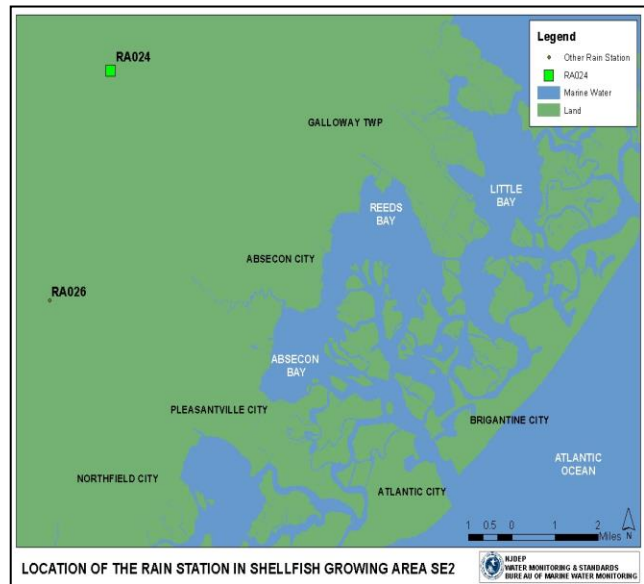 RA024
Legend
Other Rain Station
RA024
Marine Water
Land
GALLOWAY TWP
LITTLE
BAY
REEDS
BAY
ABSECON CITY
RA026
ABSECON
BAY
PLEASANTVILLE CITY
BRIGANTINE CITY
ATLANTIC
OCEAN
NORTHFIELD CITY
ATLANTIC CITY
1 0.5 0 1 2
Miles
N
LOCATION OF THE RAIN STATION IN SHELLFISH GROWING AREA SE2
NJDEP
WATER MONITORING & STANDARDS
BUREAU OF MARINE WATER MONITORING